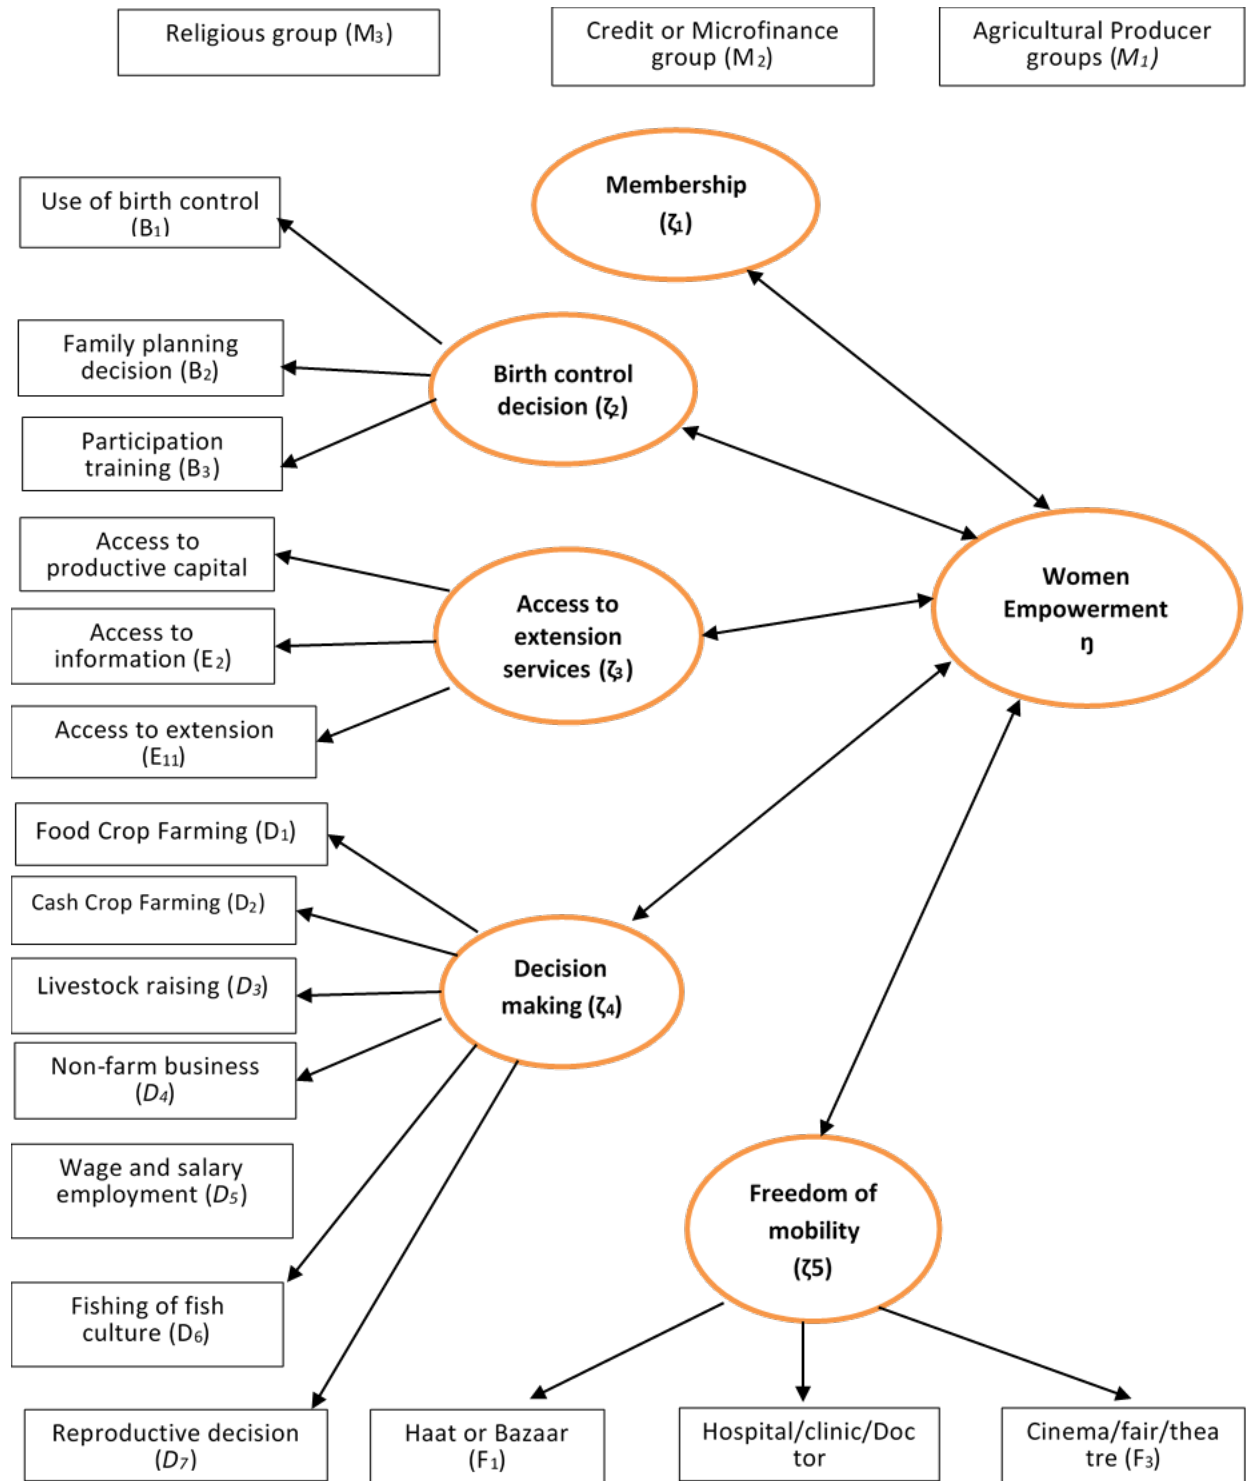 Religious group (M₃)
Credit or Microfinance
group (M₂)
Agricultural Producer
groups (M₁)
Membership
(ζ₁)
Use of birth control
(B₁)
Family planning
decision (B₂)
Birth control
decision (ζ₂)
Participation
training (B₃)
Access to
productive capital
Access to
information (E₂)
Access to
extension
services (ζ₃)
Women
Empowerment
ŋ
Access to extension
(E₁₁)
Food Crop Farming (D₁)
Cash Crop Farming (D₂)
Livestock raising (D₃)
Decision
making (ζ₄)
Non-farm business
(D₄)
Wage and salary
employment (D₅)
Freedom of
mobility
(ζ5)
Fishing of fish
culture (D₆)
Reproductive decision
(D₇)
Haat or Bazaar
(F₁)
Hospital/clinic/Doc
tor
Cinema/fair/thea
tre (F₃)